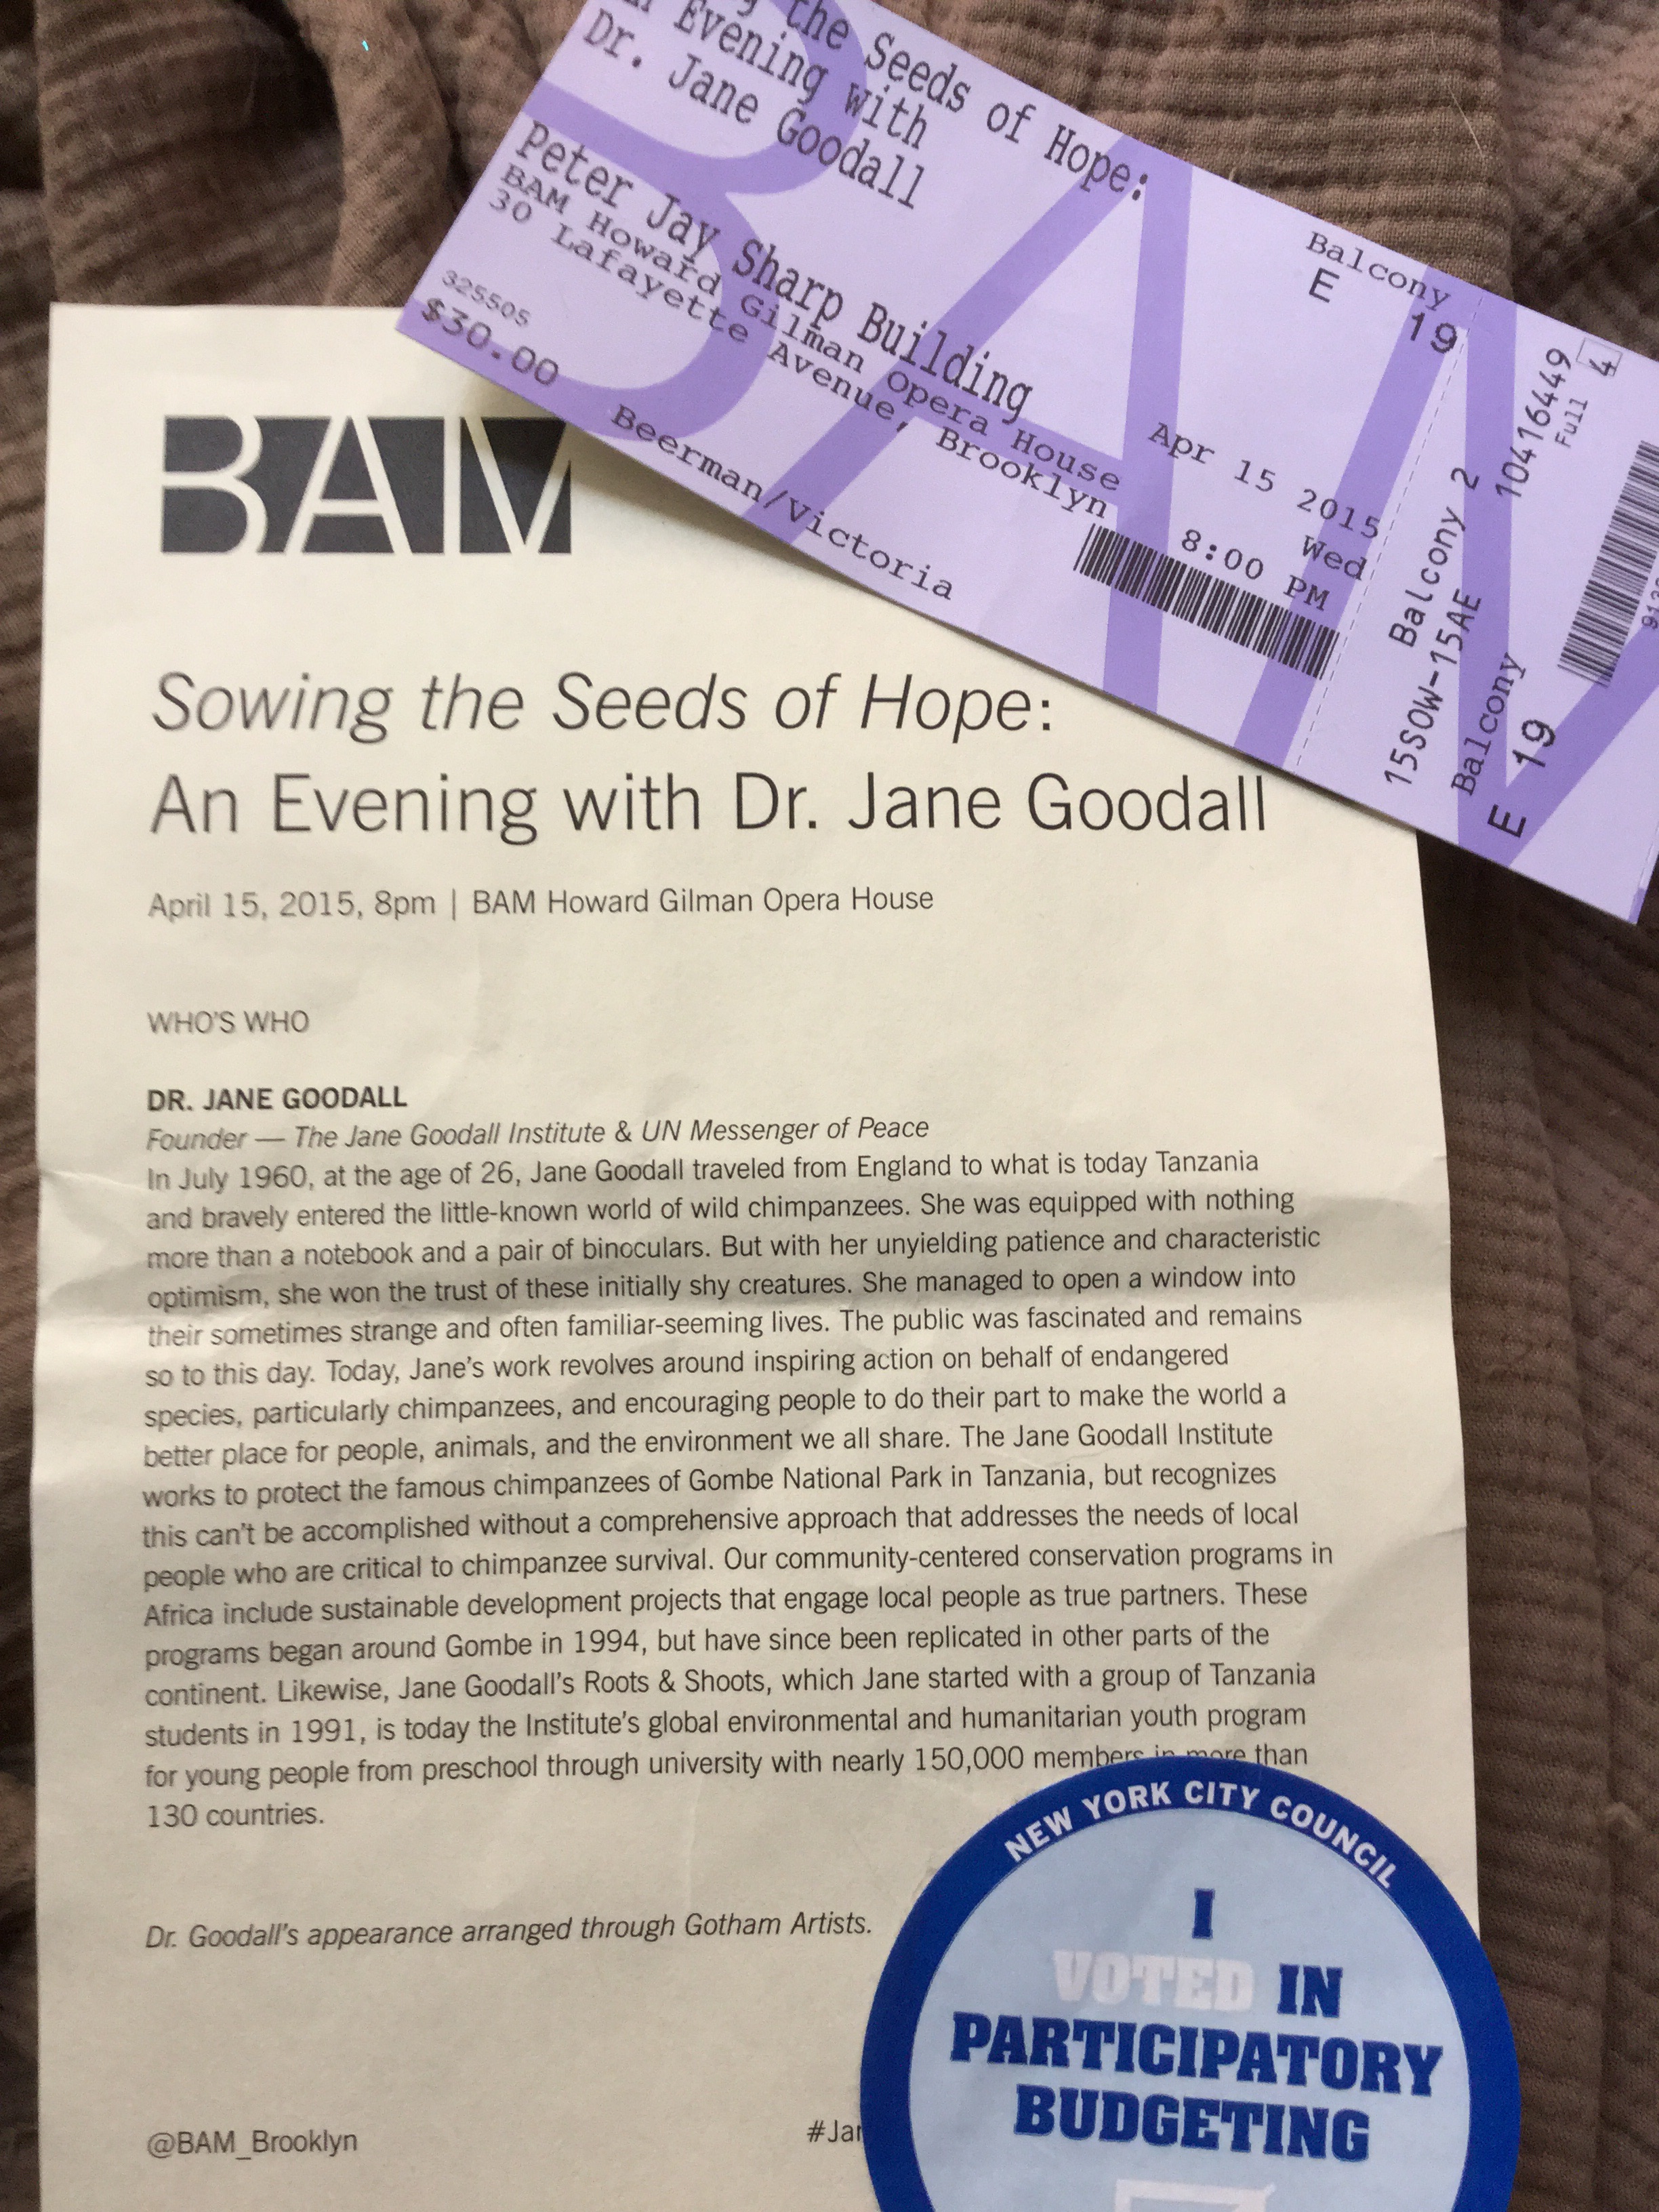 the Seeds of Hope:
Evening with
Dr. Jane Goodall
Peter Jay Sharp Building
BAM Howard Gilman Opera House
30 Lafayette Avenue, Brooklyn
325505
$30.00
Beerman/Victoria
Balcony
E 19
Apr 15 2015
Wed
8:00 PM
15SOW-15AE
Balcony 2
10416449
Full 4
Balcony
E 19
BAM
BAM
Sowing the Seeds of Hope:
An Evening with Dr. Jane Goodall
April 15, 2015, 8pm | BAM Howard Gilman Opera House
WHO'S WHO
DR. JANE GOODALL
Founder — The Jane Goodall Institute & UN Messenger of Peace
In July 1960, at the age of 26, Jane Goodall traveled from England to what is today Tanzania
and bravely entered the little-known world of wild chimpanzees. She was equipped with nothing
more than a notebook and a pair of binoculars. But with her unyielding patience and characteristic
optimism, she won the trust of these initially shy creatures. She managed to open a window into
their sometimes strange and often familiar-seeming lives. The public was fascinated and remains
so to this day. Today, Jane's work revolves around inspiring action on behalf of endangered
species, particularly chimpanzees, and encouraging people to do their part to make the world a
better place for people, animals, and the environment we all share. The Jane Goodall Institute
works to protect the famous chimpanzees of Gombe National Park in Tanzania, but recognizes
this can't be accomplished without a comprehensive approach that addresses the needs of local
people who are critical to chimpanzee survival. Our community-centered conservation programs in
Africa include sustainable development projects that engage local people as true partners. These
programs began around Gombe in 1994, but have since been replicated in other parts of the
continent. Likewise, Jane Goodall's Roots & Shoots, which Jane started with a group of Tanzania
students in 1991, is today the Institute's global environmental and humanitarian youth program
for young people from preschool through university with nearly 150,000 members in more than
130 countries.
Dr. Goodall's appearance arranged through Gotham Artists.
@BAM_Brooklyn
#Jan
NEW YORK CITY COUNCIL
I
VOTED IN
PARTICIPATORY
BUDGETING